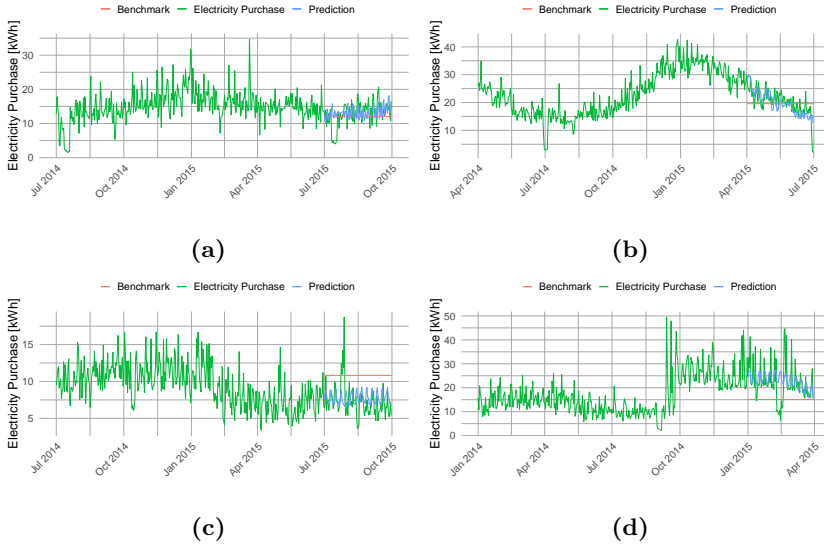 Benchmark Electricity Purchase Prediction
Electricity Purchase [kWh]
30
20
10
0
Jul 2014
Oct 2014
Jan 2015
Apr 2015
Jul 2015
Oct 2015
(a)
Benchmark Electricity Purchase Prediction
Electricity Purchase [kWh]
40
30
20
10
Apr 2014
Jul 2014
Oct 2014
Jan 2015
Apr 2015
Jul 2015
(b)
Benchmark Electricity Purchase Prediction
Electricity Purchase [kWh]
15
10
5
Jul 2014
Oct 2014
Jan 2015
Apr 2015
Jul 2015
Oct 2015
(c)
Benchmark Electricity Purchase Prediction
Electricity Purchase [kWh]
50
40
30
20
10
0
Jan 2014
Apr 2014
Jul 2014
Oct 2014
Jan 2015
Apr 2015
(d)